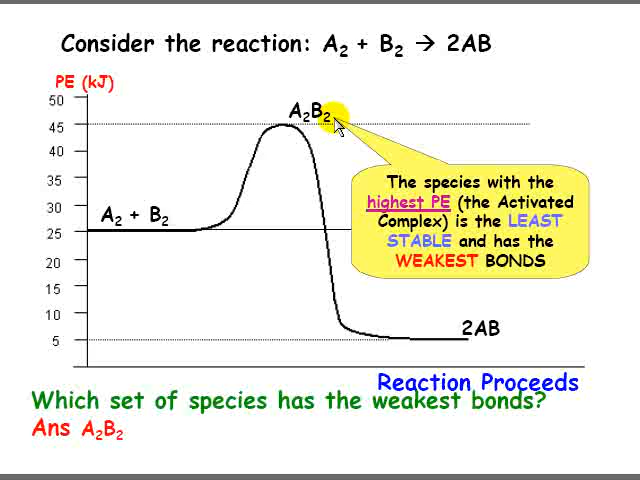 Consider the reaction: A₂ + B₂ → 2AB
PE (kJ)
50
A₂B₂
45
40
35
30
A₂ + B₂
25
20
15
10
5
The species with the
highest PE (the Activated
Complex) is the LEAST
STABLE and has the
WEAKEST BONDS
2AB
Reaction Proceeds
Which set of species has the weakest bonds?
Ans A₂B₂